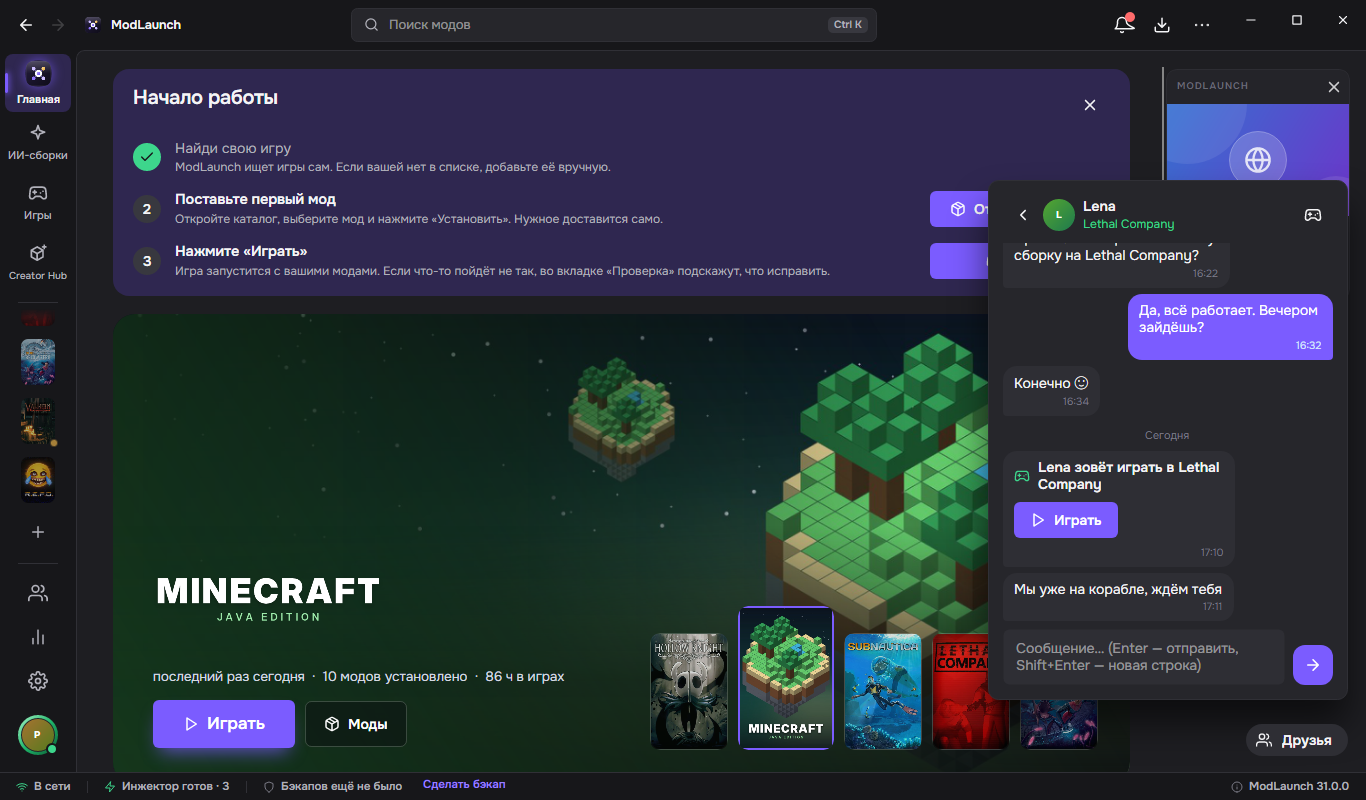 ModLaunch
Поиск модов
Ctrl K
Главная
ИИ-сборки
Игры
Creator Hub
Начало работы
Найди свою игру
ModLaunch ищет игры сам. Если вашей нет в списке, добавьте её вручную.
2
Поставьте первый мод
Откройте каталог, выберите мод и нажмите «Установить». Нужное доставится само.
3
Нажмите «Играть»
Игра запустится с вашими модами. Если что-то пойдёт не так, во вкладке «Проверка» подскажут, что исправить.
MODLAUNCH
L
Lena
Lethal Company
сборку на Lethal Company?
16:22
Да, всё работает. Вечером
зайдёшь?
16:32
Конечно
16:34
Сегодня
Lena зовёт играть в Lethal
Company
Играть
17:10
Мы уже на корабле, ждём тебя
17:11
Сообщение... (Enter — отправить,
Shift+Enter — новая строка)
MINECRAFT
JAVA EDITION
последний раз сегодня · 10 модов установлено · 86 ч в играх
Играть
Моды
HOLLOW KNIGHT
MINECRAFT
JAVA EDITION
SUBNAUTICA
R.E.P.O.
P
Друзья
В сети
Инжектор готов · 3
Бэкапов ещё не было
Сделать бэкап
ModLaunch 31.0.0